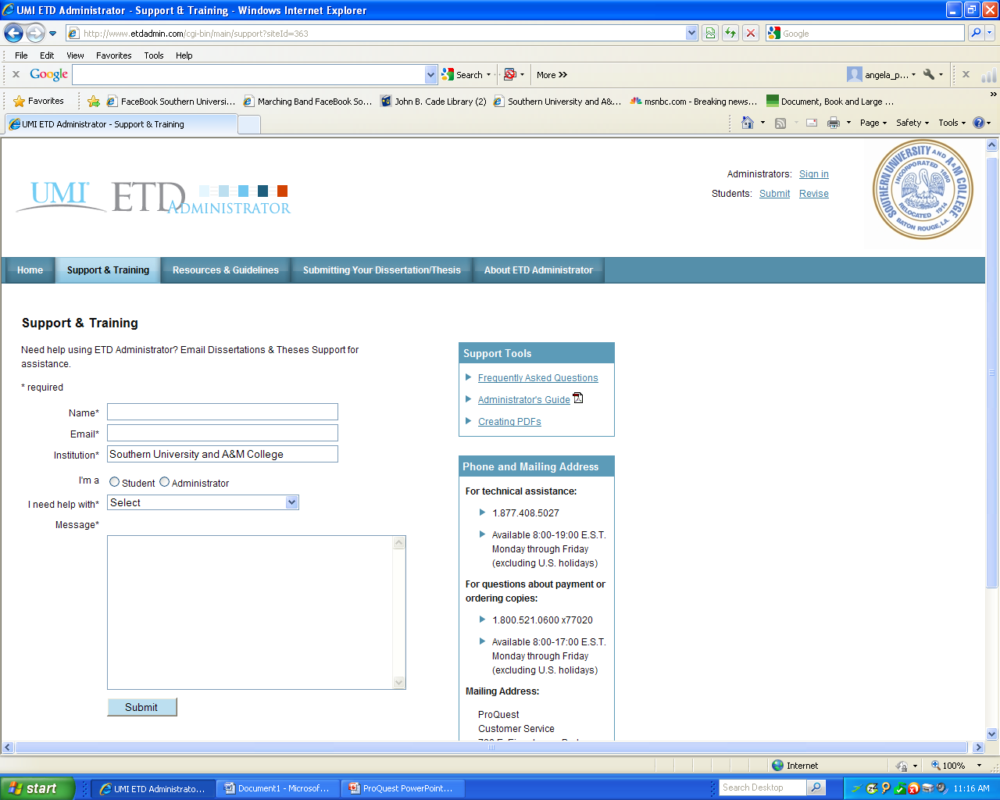 UMI ETD Administrator - Support & Training - Windows Internet Explorer
http://www.etdadmin.com/cgi-bin/main/support?siteId=363
Google
File Edit View Favorites Tools Help
x Google Search More >> angela_p... x
Favorites FaceBook Southern Universi... Marching Band FaceBook So... John B. Cade Library (2) Southern University and A&... msnbc.com - Breaking news... Document, Book and Large ... >>
UMI ETD Administrator - Support & Training Page Safety Tools
UMI ETD ADMINISTRATOR
Administrators: Sign in
Students: Submit Revise
SOUTHERN UNIVERSITY AND A&M COLLEGE
INCORPORATED 1880
RELOCATED 1914
BATON ROUGE, LA.
Home Support & Training Resources & Guidelines Submitting Your Dissertation/Thesis About ETD Administrator
Support & Training
Need help using ETD Administrator? Email Dissertations & Theses Support for
assistance.
* required
Name*
Email*
Institution* Southern University and A&M College
I'm a Student Administrator
I need help with* Select
Message*
Submit
Support Tools
Frequently Asked Questions
Administrator's Guide
Creating PDFs
Phone and Mailing Address
For technical assistance:
1.877.408.5027
Available 8:00-19:00 E.S.T.
Monday through Friday
(excluding U.S. holidays)
For questions about payment or
ordering copies:
1.800.521.0600 x77020
Available 8:00-17:00 E.S.T.
Monday through Friday
(excluding U.S. holidays)
Mailing Address:
ProQuest
Customer Service
Internet 100%
start UMI ETD Administrato... Document1 - Microsof... ProQuest PowerPoint... Search Desktop 11:16 AM